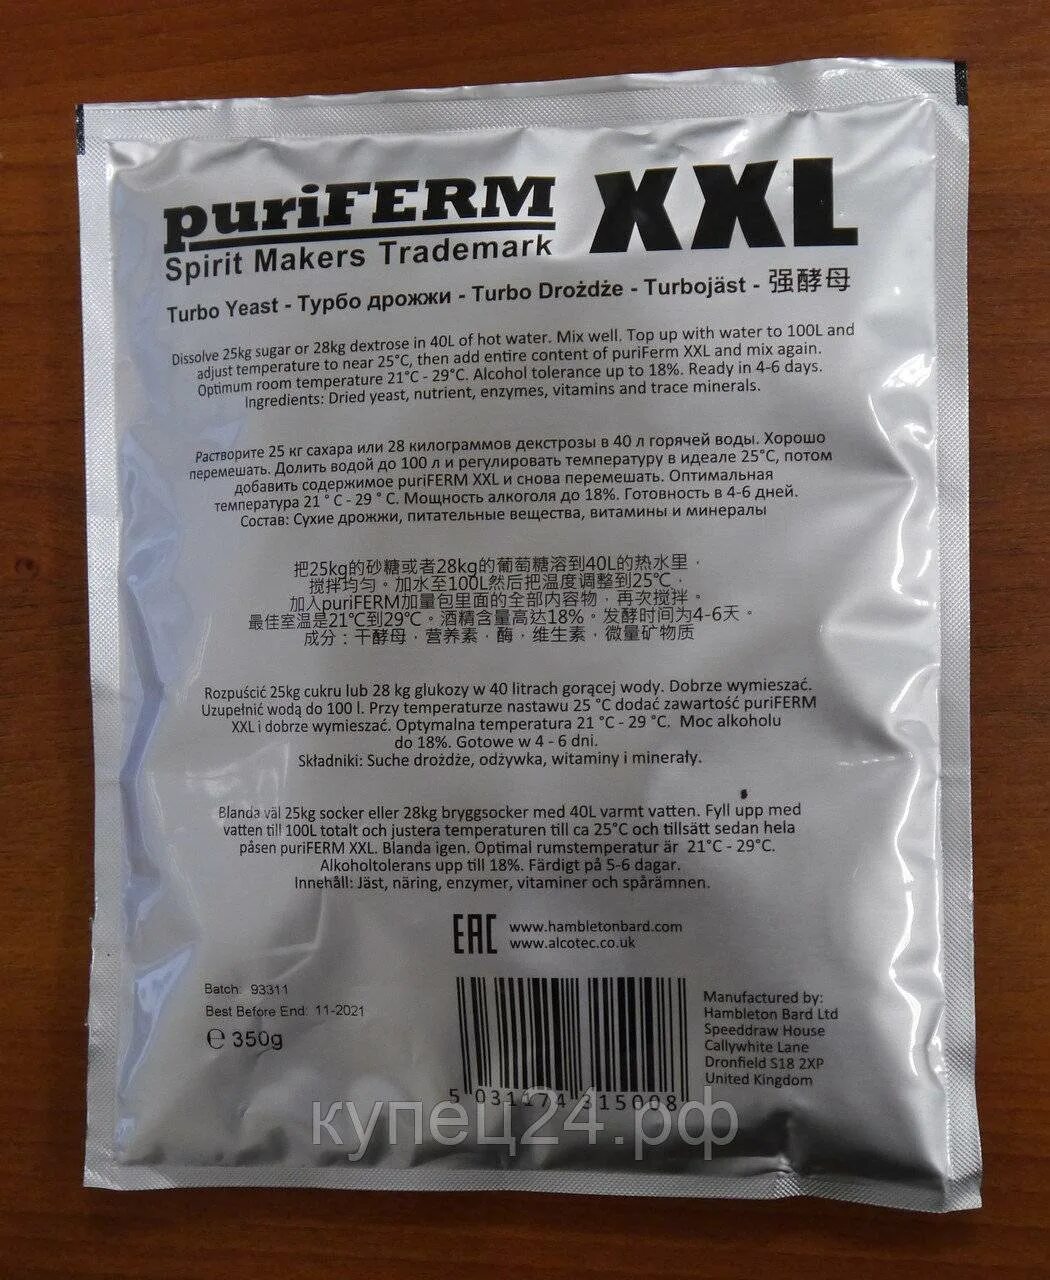 puriFERM XXL
Spirit Makers Trademark
Turbo Yeast - Турбо дрожжи - Turbo Drożdże - Turbojäst - 强酵母
Dissolve 25kg sugar or 28kg dextrose in 40L of hot water. Mix well. Top up with water to 100L and
adjust temperature to near 25°C, then add entire content of puriFerm XXL and mix again.
Optimum room temperature 21°C - 29°C. Alcohol tolerance up to 18%. Ready in 4-6 days.
Ingredients: Dried yeast, nutrient, enzymes, vitamins and trace minerals.
Растворите 25 кг сахара или 28 килограммов декстрозы в 40 л горячей воды. Хорошо
перемешать. Долить водой до 100 л и регулировать температуру в идеале 25°C, потом
добавить содержимое puriFERM XXL и снова перемешать. Оптимальная
температура 21 ° C - 29 ° C. Мощность алкоголя до 18%. Готовность в 4-6 дней.
Состав: Сухие дрожжи, питательные вещества, витамины и минералы
把25kg的砂糖或者28kg的葡萄糖溶到40L的热水里，
搅拌均匀。加水至100L然后把温度调整到25℃，
加入puriFERM加量包里面的全部内容物，再次搅拌。
最佳室温是21℃到29℃。酒精含量高达18%。发酵时间为4-6天。
成分：干酵母，营养素，酶，维生素，微量矿物质
Rozpuścić 25kg cukru lub 28 kg glukozy w 40 litrach gorącej wody. Dobrze wymieszać.
Uzupełnić wodą do 100 l. Przy temperaturze nastawu 25 °C dodać zawartość puriFERM
XXL i dobrze wymieszać. Optymalna temperatura 21 °C - 29 °C. Moc alkoholu
do 18%. Gotowe w 4 - 6 dni.
Składniki: Suche drożdże, odżywka, witaminy i minerały.
Blanda väl 25kg socker eller 28kg bryggsocker med 40L varmt vatten. Fyll upp med
vatten till 100L totalt och justera temperaturen till ca 25°C och tillsätt sedan hela
påsen puriFERM XXL. Blanda igen. Optimal rumstemperatur är 21°C - 29°C.
Alkoholtolerans upp till 18%. Färdigt på 5-6 dagar.
Innehåll: Jäst, näring, enzymer, vitaminer och spårämnen.
EAC
www.hambletonbard.com
www.alcotec.co.uk
Batch: 93311
Best Before End: 11-2021
℮ 350g
5 031174 315008
Manufactured by:
Hambleton Bard Ltd
Speeddraw House
Callywhite Lane
Dronfield S18 2XP
United Kingdom
купец24.рф